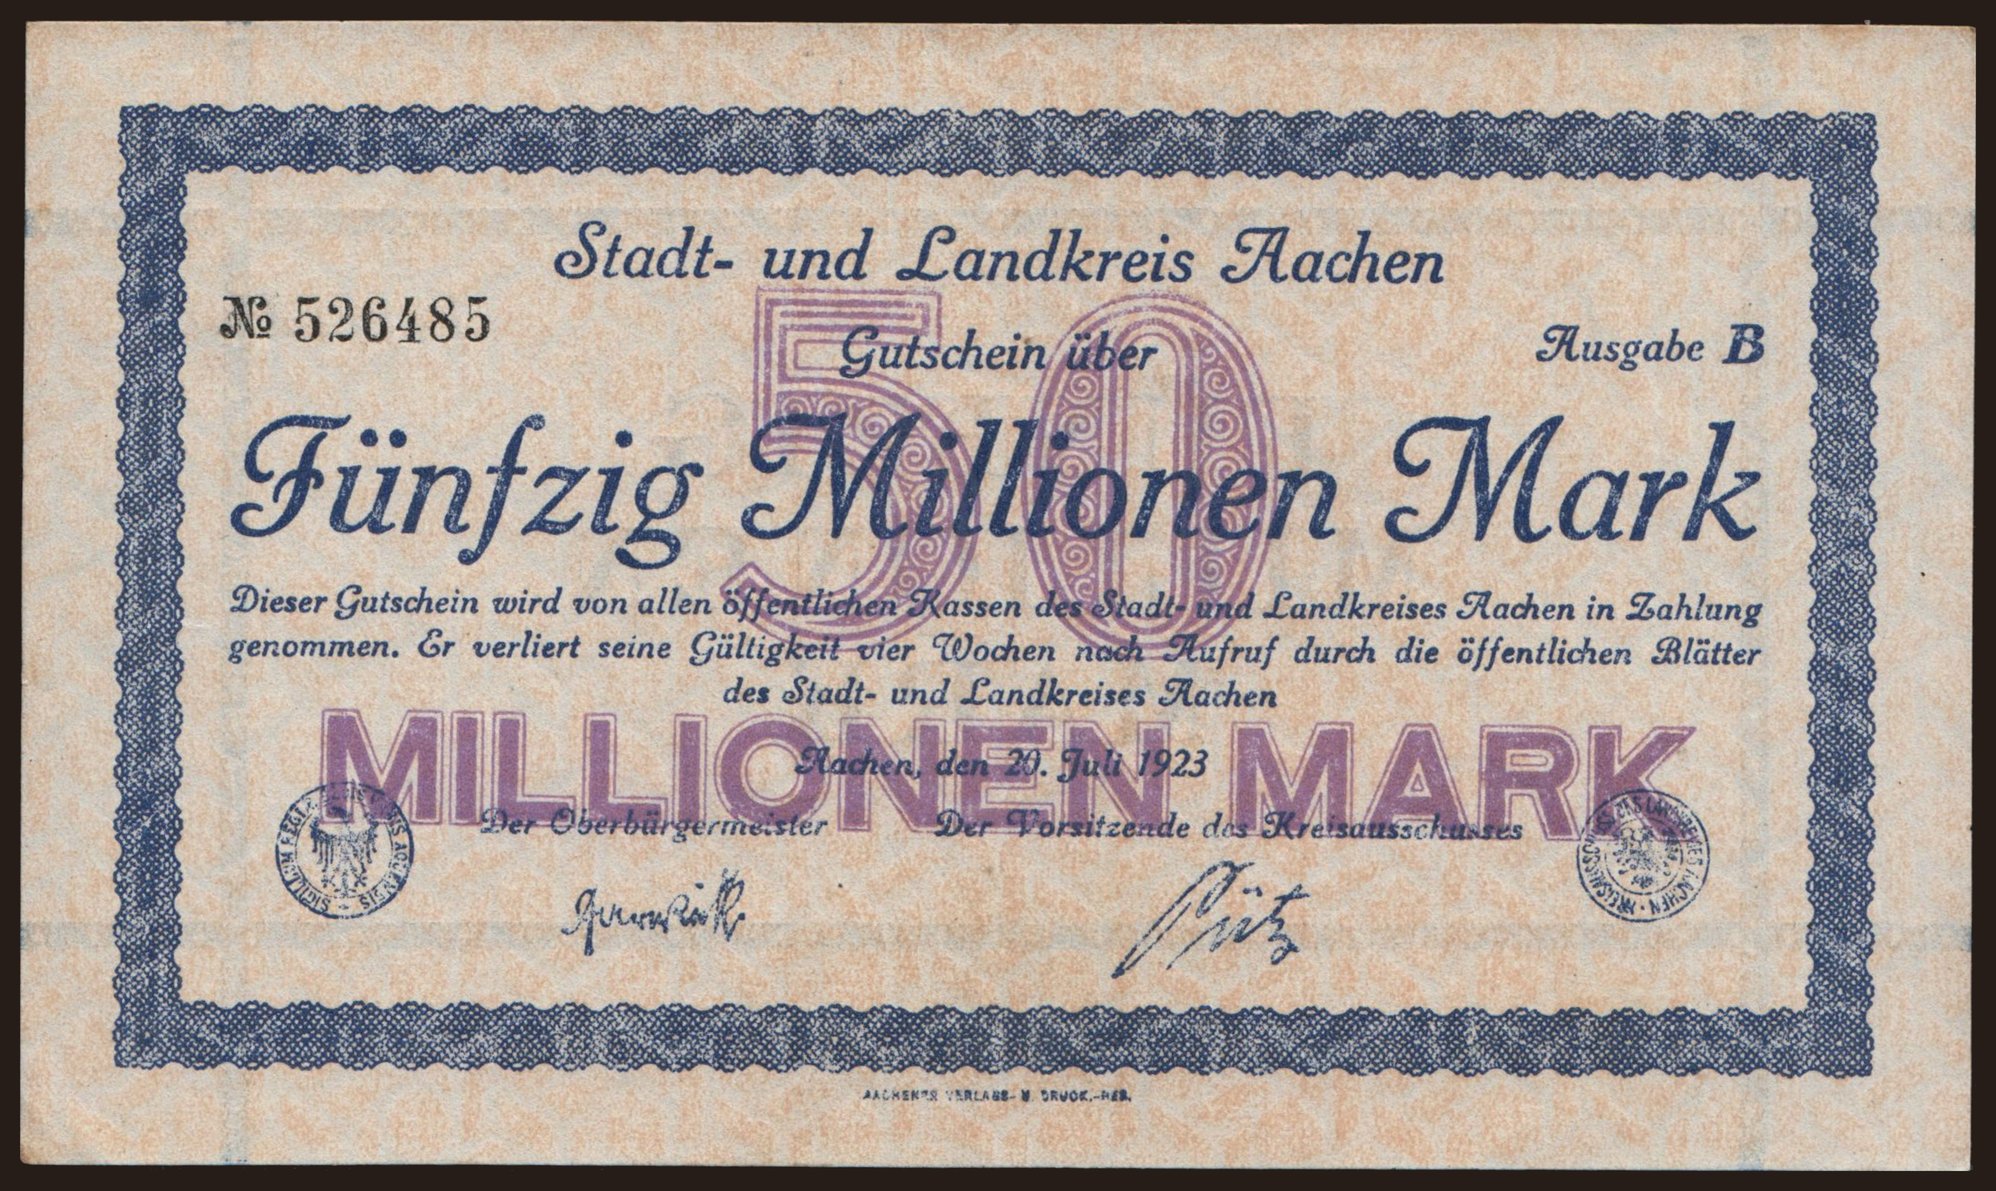 Stadt- und Landkreis Aachen
№ 526485
50
Gutschein über
Ausgabe B
Fünfzig Millionen Mark
Dieser Gutschein wird von allen öffentlichen Kassen des Stadt- und Landkreises Aachen in Zahlung
genommen. Er verliert seine Gültigkeit vier Wochen nach Aufruf durch die öffentlichen Blätter
des Stadt- und Landkreises Aachen
MILLIONEN MARK
Aachen, den 20. Juli 1923
Der Oberbürgermeister
Der Vorsitzende des Kreisausschusses
Pütz
AACHENER VERLAGS- U. DRUCK.-GES.